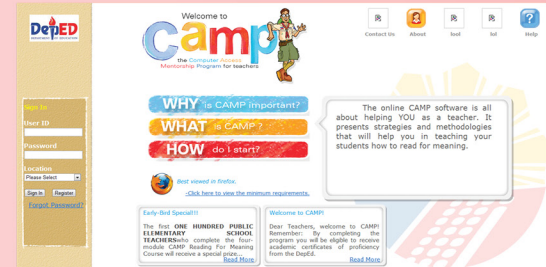 DepED
DEPARTMENT OF EDUCATION
Welcome to
camp
the Computer Access
Mentorship Program for teachers
Contact Us
About
lol
Help
Sign In
User ID
Password
Location
Please Select
Sign In
Register
Forgot Password?
WHY is CAMP important?
WHAT is CAMP ?
HOW do I start?
The online CAMP software is all
about helping YOU as a teacher. It
presents strategies and methodologies
that will help you in teaching your
students how to read for meaning.
Best viewed in firefox.
-Click here to view the minimum requirements.
Early-Bird Special!!!
The first ONE HUNDRED PUBLIC
ELEMENTARY SCHOOL
TEACHERSwho complete the four-
module CAMP Reading For Meaning
Course will receive a special prize...
Read More
Welcome to CAMP!
Dear Teachers, welcome to CAMP!
Remember: By completing the
program you will be eligible to receive
academic certificates of proficiency
from the DepEd.
Read More